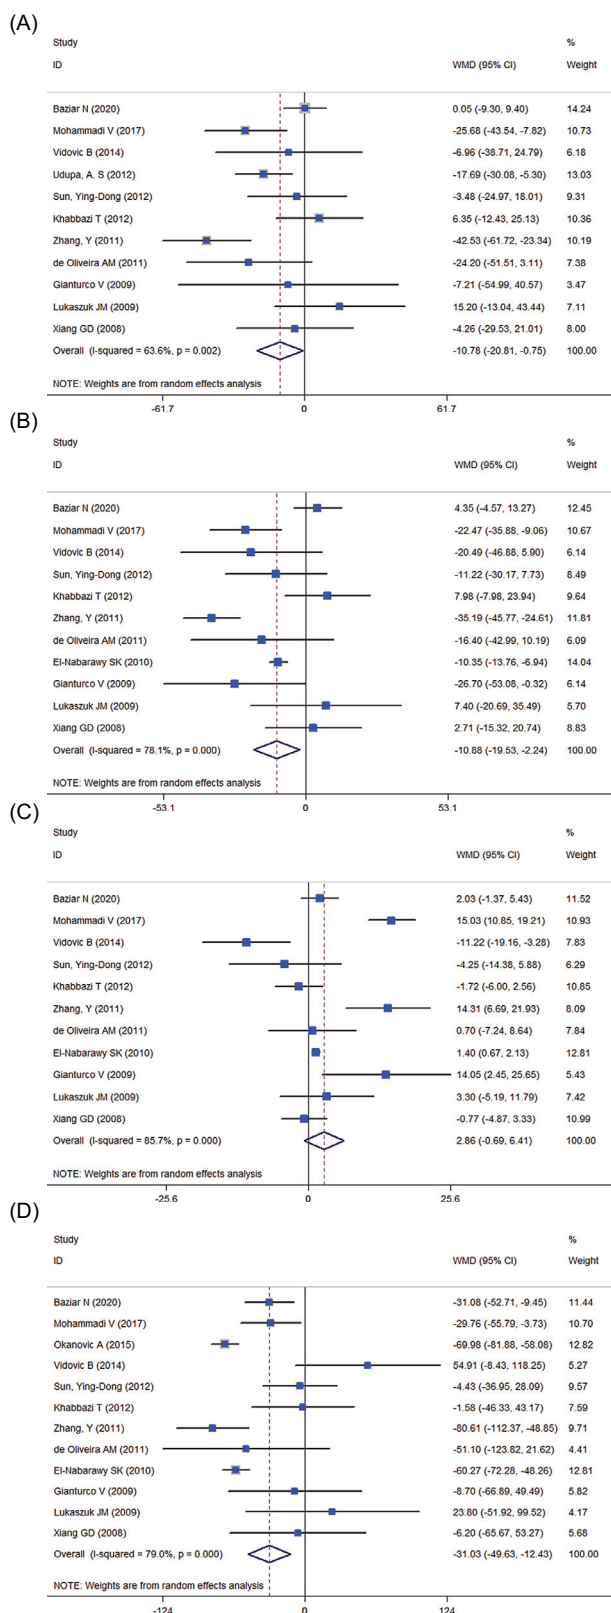 (A)
Study %
ID WMD (95% CI) Weight
Baziar N (2020) 0.05 (-9.30, 9.40) 14.24
Mohammadi V (2017) -25.68 (-43.54, -7.82) 10.73
Vidovic B (2014) -6.96 (-38.71, 24.79) 6.18
Udupa, A. S (2012) -17.69 (-30.08, -5.30) 13.03
Sun, Ying-Dong (2012) -3.48 (-24.97, 18.01) 9.31
Khabbazi T (2012) 6.35 (-12.43, 25.13) 10.36
Zhang, Y (2011) -42.53 (-61.72, -23.34) 10.19
de Oliveira AM (2011) -24.20 (-51.51, 3.11) 7.38
Gianturco V (2009) -7.21 (-54.99, 40.57) 3.47
Lukaszuk JM (2009) 15.20 (-13.04, 43.44) 7.11
Xiang GD (2008) -4.26 (-29.53, 21.01) 8.00
Overall (I-squared = 63.6%, p = 0.002) -10.78 (-20.81, -0.75) 100.00
NOTE: Weights are from random effects analysis
-61.7 0 61.7
(B)
Study %
ID WMD (95% CI) Weight
Baziar N (2020) 4.35 (-4.57, 13.27) 12.45
Mohammadi V (2017) -22.47 (-35.88, -9.06) 10.67
Vidovic B (2014) -20.49 (-46.88, 5.90) 6.14
Sun, Ying-Dong (2012) -11.22 (-30.17, 7.73) 8.49
Khabbazi T (2012) 7.98 (-7.98, 23.94) 9.64
Zhang, Y (2011) -35.19 (-45.77, -24.61) 11.81
de Oliveira AM (2011) -16.40 (-42.99, 10.19) 6.09
El-Nabarawy SK (2010) -10.35 (-13.76, -6.94) 14.04
Gianturco V (2009) -26.70 (-53.08, -0.32) 6.14
Lukaszuk JM (2009) 7.40 (-20.69, 35.49) 5.70
Xiang GD (2008) 2.71 (-15.32, 20.74) 8.83
Overall (I-squared = 78.1%, p = 0.000) -10.88 (-19.53, -2.24) 100.00
NOTE: Weights are from random effects analysis
-53.1 0 53.1
(C)
Study %
ID WMD (95% CI) Weight
Baziar N (2020) 2.03 (-1.37, 5.43) 11.52
Mohammadi V (2017) 15.03 (10.85, 19.21) 10.93
Vidovic B (2014) -11.22 (-19.16, -3.28) 7.83
Sun, Ying-Dong (2012) -4.25 (-14.38, 5.88) 6.29
Khabbazi T (2012) -1.72 (-6.00, 2.56) 10.85
Zhang, Y (2011) 14.31 (6.69, 21.93) 8.09
de Oliveira AM (2011) 0.70 (-7.24, 8.64) 7.84
El-Nabarawy SK (2010) 1.40 (0.67, 2.13) 12.81
Gianturco V (2009) 14.05 (2.45, 25.65) 5.43
Lukaszuk JM (2009) 3.30 (-5.19, 11.79) 7.42
Xiang GD (2008) -0.77 (-4.87, 3.33) 10.99
Overall (I-squared = 85.7%, p = 0.000) 2.86 (-0.69, 6.41) 100.00
NOTE: Weights are from random effects analysis
-25.6 0 25.6
(D)
Study %
ID WMD (95% CI) Weight
Baziar N (2020) -31.08 (-52.71, -9.45) 11.44
Mohammadi V (2017) -29.76 (-55.79, -3.73) 10.70
Okanovic A (2015) -69.98 (-81.88, -58.08) 12.82
Vidovic B (2014) 54.91 (-8.43, 118.25) 5.27
Sun, Ying-Dong (2012) -4.43 (-36.95, 28.09) 9.57
Khabbazi T (2012) -1.58 (-46.33, 43.17) 7.59
Zhang, Y (2011) -80.61 (-112.37, -48.85) 9.71
de Oliveira AM (2011) -51.10 (-123.82, 21.62) 4.41
El-Nabarawy SK (2010) -60.27 (-72.28, -48.26) 12.81
Gianturco V (2009) -8.70 (-66.89, 49.49) 5.82
Lukaszuk JM (2009) 23.80 (-51.92, 99.52) 4.17
Xiang GD (2008) -6.20 (-65.67, 53.27) 5.68
Overall (I-squared = 79.0%, p = 0.000) -31.03 (-49.63, -12.43) 100.00
NOTE: Weights are from random effects analysis
-124 0 124